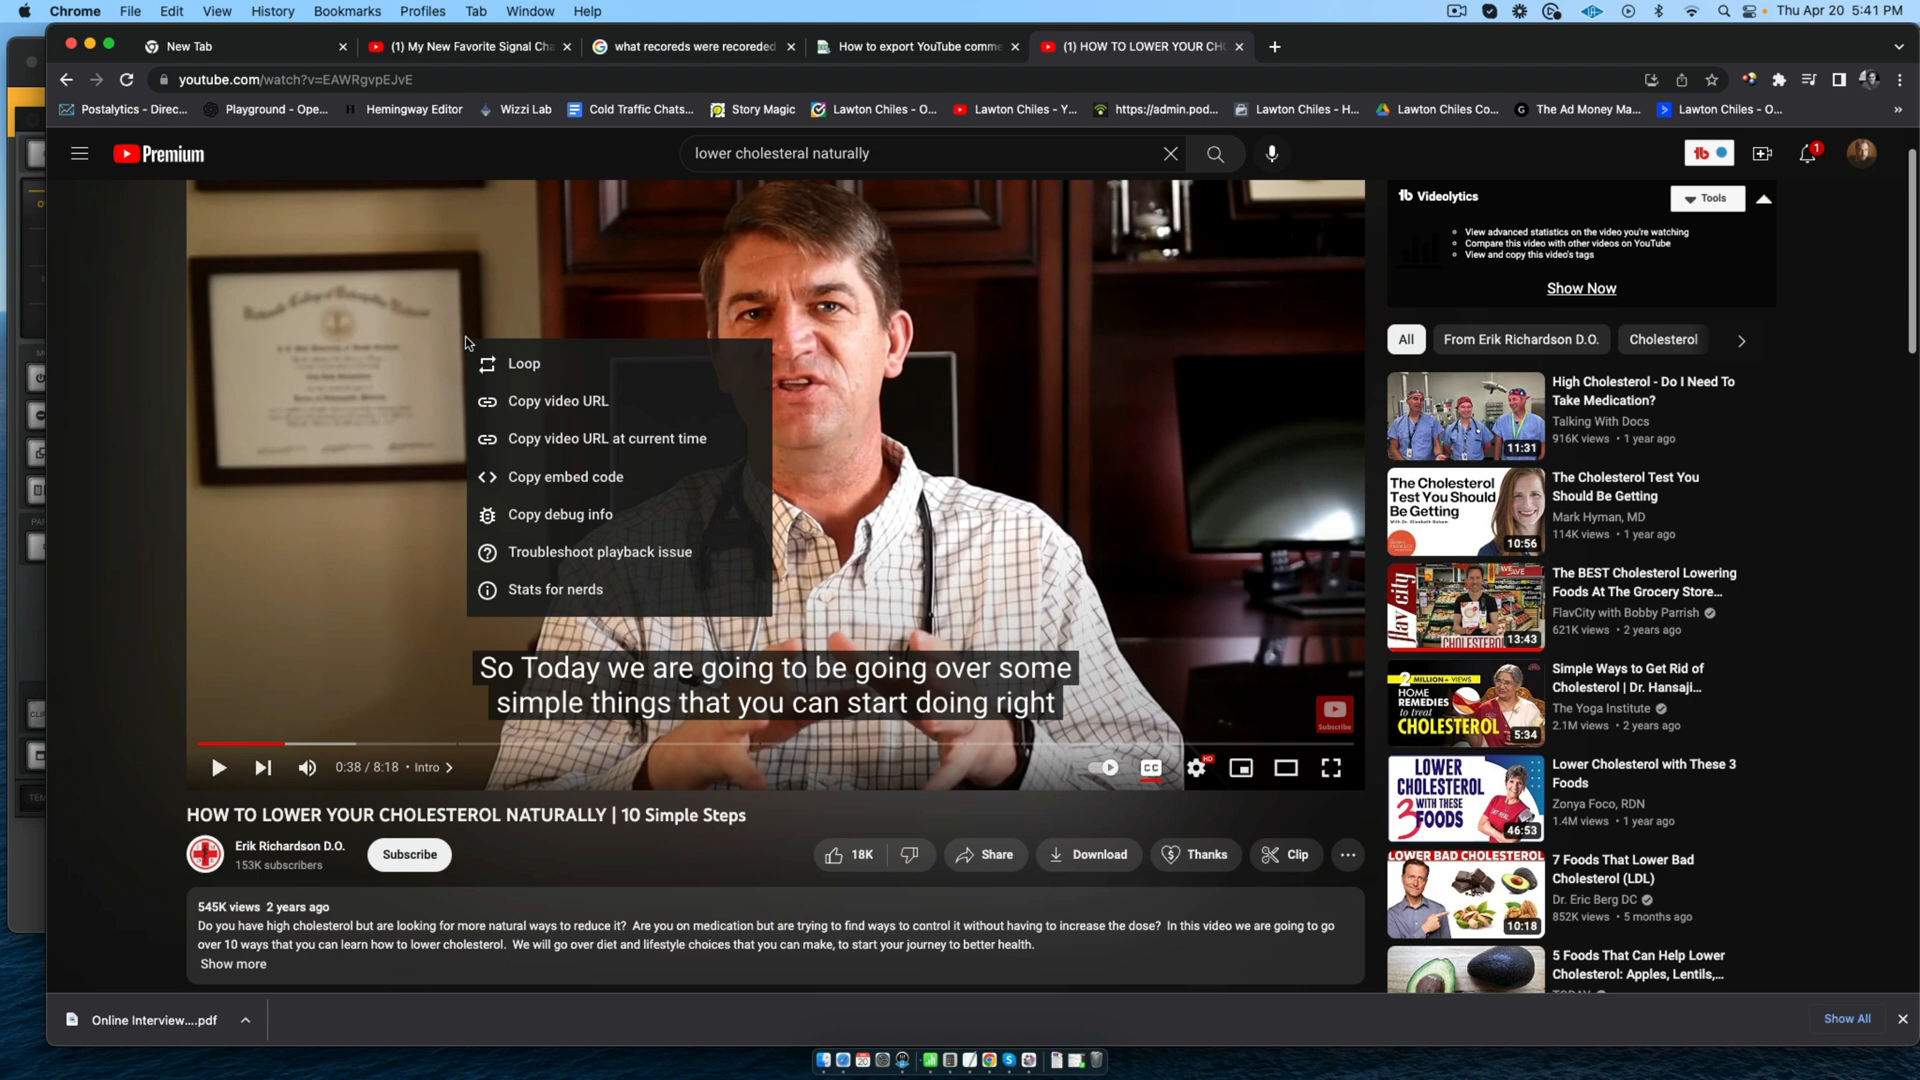 Chrome File Edit View History Bookmarks Profiles Tab Window Help Thu Apr 20 5:41 PM
New Tab (1) My New Favorite Signal Cha what recoreds were recoreded How to export YouTube comme (1) HOW TO LOWER YOUR CH
youtube.com/watch?v=EAWRgvpEJvE
Postalytics - Direc... Playground - Ope... H Hemingway Editor Wizzi Lab Cold Traffic Chats... Story Magic Lawton Chiles - O... Lawton Chiles - Y... https://admin.pod... Lawton Chiles - H... Lawton Chiles Co... G The Ad Money Ma... Lawton Chiles - O... »
Premium lower cholesteral naturally tb 1
tb Videolytics Tools
View advanced statistics on the video you're watching
Compare this video with other videos on YouTube
View and copy this video's tags
Show Now
All From Erik Richardson D.O. Cholesterol
Loop
Copy video URL
Copy video URL at current time
Copy embed code
Copy debug info
Troubleshoot playback issue
Stats for nerds
So Today we are going to be going over some
simple things that you can start doing right
Subscribe
0:38 / 8:18 • Intro CC HD
HOW TO LOWER YOUR CHOLESTEROL NATURALLY | 10 Simple Steps
Erik Richardson D.O.
153K subscribers
Subscribe
18K Share Download Thanks Clip
545K views 2 years ago
Do you have high cholesterol but are looking for more natural ways to reduce it? Are you on medication but are trying to find ways to control it without having to increase the dose? In this video we are going to go
over 10 ways that you can learn how to lower cholesterol. We will go over diet and lifestyle choices that you can make, to start your journey to better health.
Show more
High Cholesterol - Do I Need To
Take Medication?
Talking With Docs
916K views • 1 year ago
11:31
The Cholesterol
Test You Should
Be Getting
10:56
The Cholesterol Test You
Should Be Getting
Mark Hyman, MD
114K views • 1 year ago
flav city
CHOLESTEROL
13:43
The BEST Cholesterol Lowering
Foods At The Grocery Store...
FlavCity with Bobby Parrish
621K views • 2 years ago
2 MILLION+ VIEWS
HOME
REMEDIES
to treat
CHOLESTEROL
5:34
Simple Ways to Get Rid of
Cholesterol | Dr. Hansaji...
The Yoga Institute
2.1M views • 2 years ago
LOWER
CHOLESTEROL
3 WITH THESE
FOODS
46:53
Lower Cholesterol with These 3
Foods
Zonya Foco, RDN
1.4M views • 1 year ago
LOWER BAD CHOLESTEROL
10:18
7 Foods That Lower Bad
Cholesterol (LDL)
Dr. Eric Berg DC
852K views • 5 months ago
5 Foods That Can Help Lower
Cholesterol: Apples, Lentils,...
Online Interview....pdf Show All